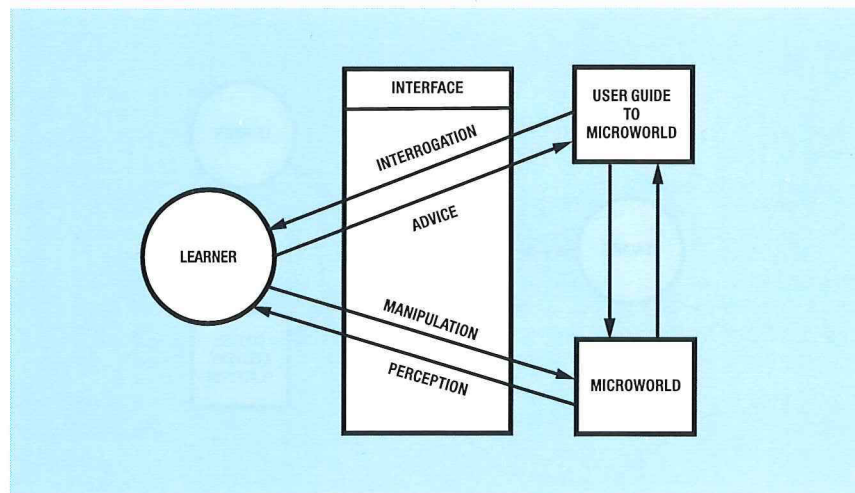 INTERFACE
USER GUIDE
TO
MICROWORLD
INTERROGATION
ADVICE
LEARNER
MANIPULATION
PERCEPTION
MICROWORLD